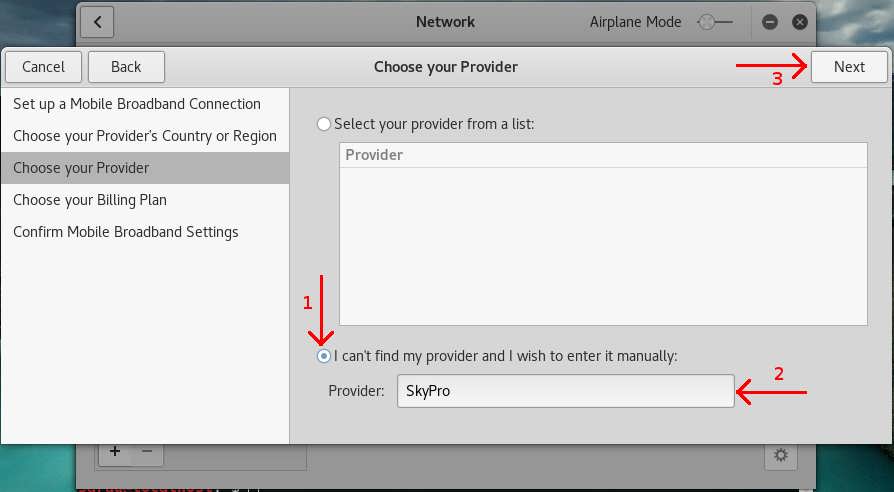 Network
Airplane Mode
Cancel
Back
Choose your Provider
3
Next
Set up a Mobile Broadband Connection
Choose your Provider's Country or Region
Choose your Provider
Choose your Billing Plan
Confirm Mobile Broadband Settings
Select your provider from a list:
Provider
1
I can't find my provider and I wish to enter it manually:
2
Provider: SkyPro